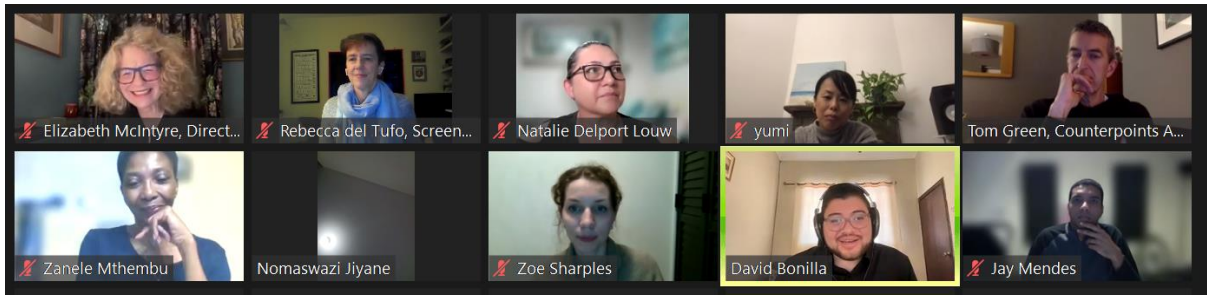 Elizabeth McIntyre, Direct...
Rebecca del Tufo, Screen...
Natalie Delport Louw
yumi
Tom Green, Counterpoints A...
Zanele Mthembu
Nomaswazi Jiyane
Zoe Sharples
David Bonilla
Jay Mendes